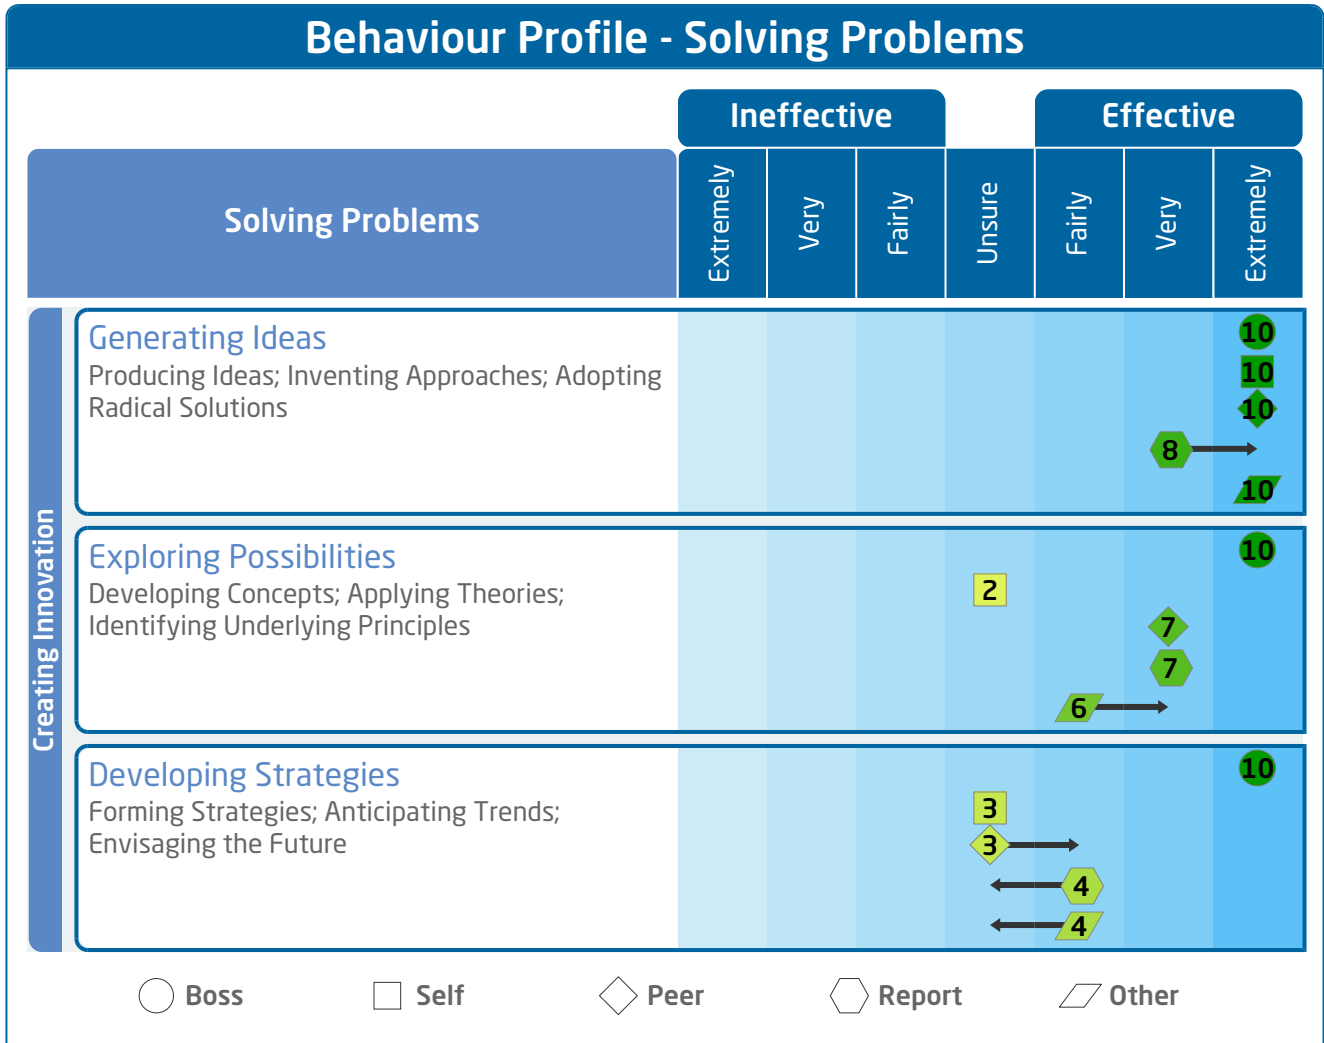 Behaviour Profile - Solving Problems
Ineffective
Effective
Solving Problems
Extremely
Very
Fairly
Unsure
Fairly
Very
Extremely
Creating Innovation
Generating Ideas
Producing Ideas; Inventing Approaches; Adopting
Radical Solutions
10
10
10
8
10
Exploring Possibilities
Developing Concepts; Applying Theories;
Identifying Underlying Principles
10
2
7
7
6
Developing Strategies
Forming Strategies; Anticipating Trends;
Envisaging the Future
10
3
3
4
4
Boss
Self
Peer
Report
Other